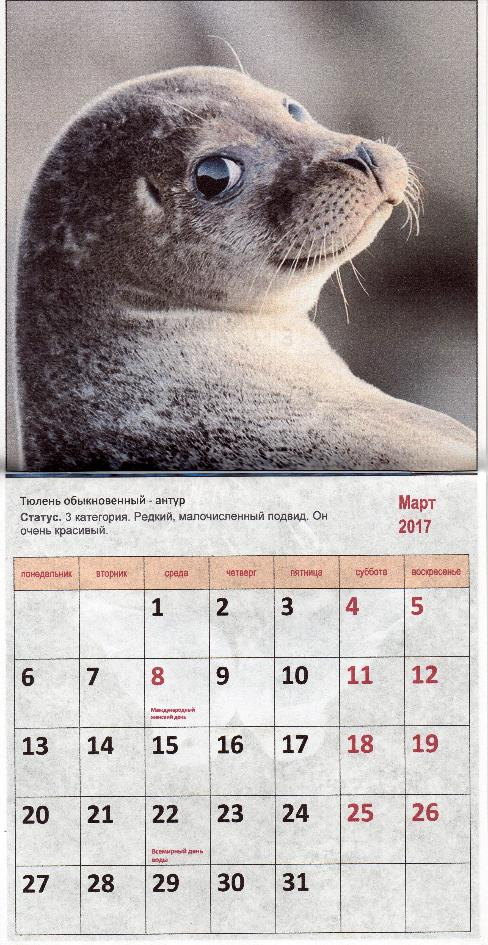 Тюлень обыкновенный - антур
Статус. 3 категория. Редкий, малочисленный подвид. Он
очень красивый.
Март
2017
понедельник вторник среда четверг пятница суббота воскресенье
1 2 3 4 5
6 7 8 9 10 11 12
Международный
женский день
13 14 15 16 17 18 19
20 21 22 23 24 25 26
Всемирный день
воды
27 28 29 30 31